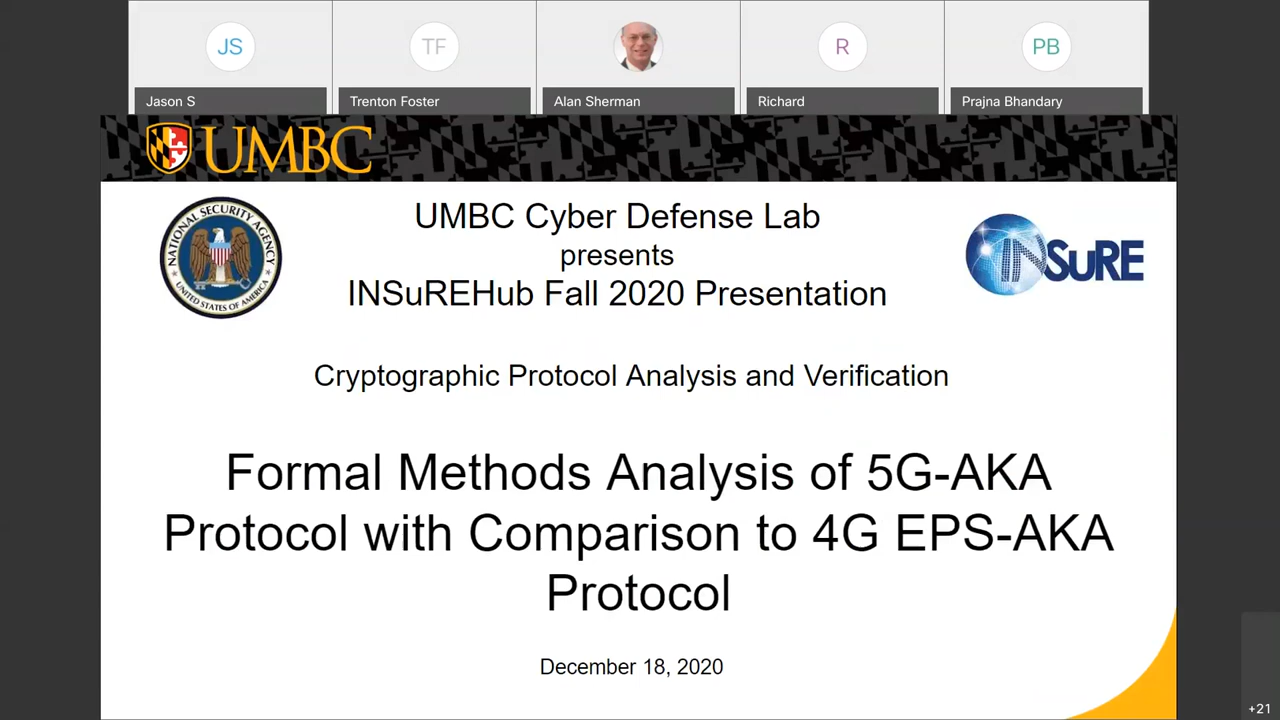 JS
TF
R
PB
Jason S
Trenton Foster
Alan Sherman
Richard
Prajna Bhandary
UMBC
NATIONAL SECURITY AGENCY
UNITED STATES OF AMERICA
UMBC Cyber Defense Lab
presents
INSuREHub Fall 2020 Presentation
INSuRE
Cryptographic Protocol Analysis and Verification
Formal Methods Analysis of 5G-AKA
Protocol with Comparison to 4G EPS-AKA
Protocol
December 18, 2020
+21